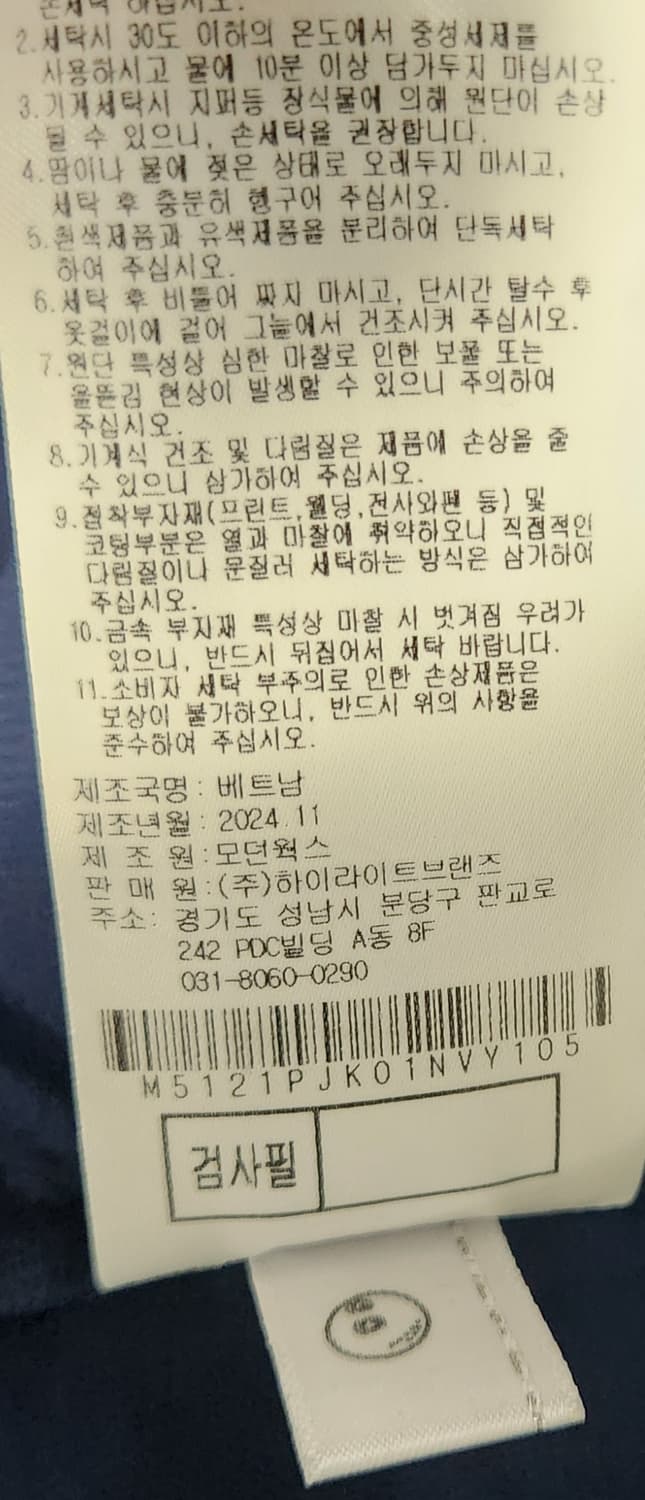 손세탁 하십시오.
2.세탁시 30도 이하의 온도에서 중성세제를
사용하시고 물에 10분 이상 담가두지 마십시오.
3.기계세탁시 지퍼등 장식물에 의해 원단이 손상
될 수 있으니, 손세탁을 권장합니다.
4.땀이나 물에 젖은 상태로 오래두지 마시고,
세탁 후 충분히 헹구어 주십시오.
5.흰색제품과 유색제품을 분리하여 단독세탁
하여 주십시오.
6.세탁 후 비틀어 짜지 마시고, 단시간 탈수 후
옷걸이에 걸어 그늘에서 건조시켜 주십시오.
7.원단 특성상 심한 마찰로 인한 보풀 또는
올뜯김 현상이 발생할 수 있으니 주의하여
주십시오.
8.기계식 건조 및 다림질은 제품에 손상을 줄
수 있으니 삼가하여 주십시오.
9.접착부자재(프린트,웰딩,전사와펜 등) 및
코팅부분은 열과 마찰에 취약하오니 직접적인
다림질이나 문질러 세탁하는 방식은 삼가하여
주십시오.
10.금속 부자재 특성상 마찰 시 벗겨짐 우려가
있으니, 반드시 뒤집어서 세탁 바랍니다.
11.소비자 세탁 부주의로 인한 손상제품은
보상이 불가하오니, 반드시 위의 사항을
준수하여 주십시오.
제조국명: 베트남
제조년월: 2024.11
제 조 원:모던웍스
판 매 원:(주)하이라이트브랜즈
주소: 경기도 성남시 분당구 판교로
242 PDC빌딩 A동 8F
031-8060-0290
M5121PJK01NVY105
검사필